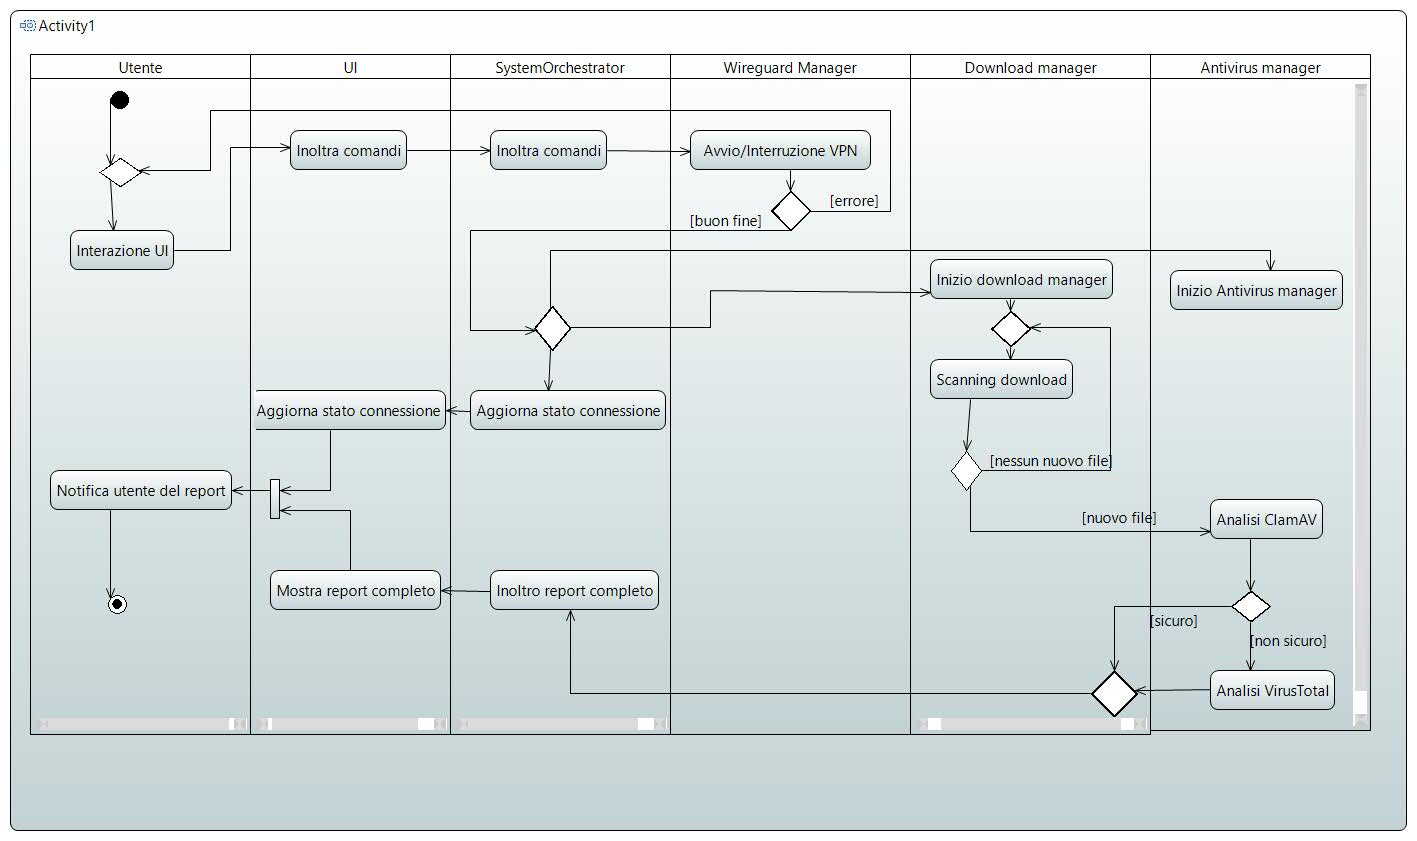 Activity1
Utente
UI
SystemOrchestrator
Wireguard Manager
Download manager
Antivirus manager
Inoltra comandi
Inoltra comandi
Avvio/Interruzione VPN
[errore]
[buon fine]
Interazione UI
Inizio download manager
Inizio Antivirus manager
Scanning download
Aggiorna stato connessione
Aggiorna stato connessione
[nessun nuovo file]
Notifica utente del report
[nuovo file]
Analisi ClamAV
Mostra report completo
Inoltro report completo
[sicuro]
[non sicuro]
Analisi VirusTotal